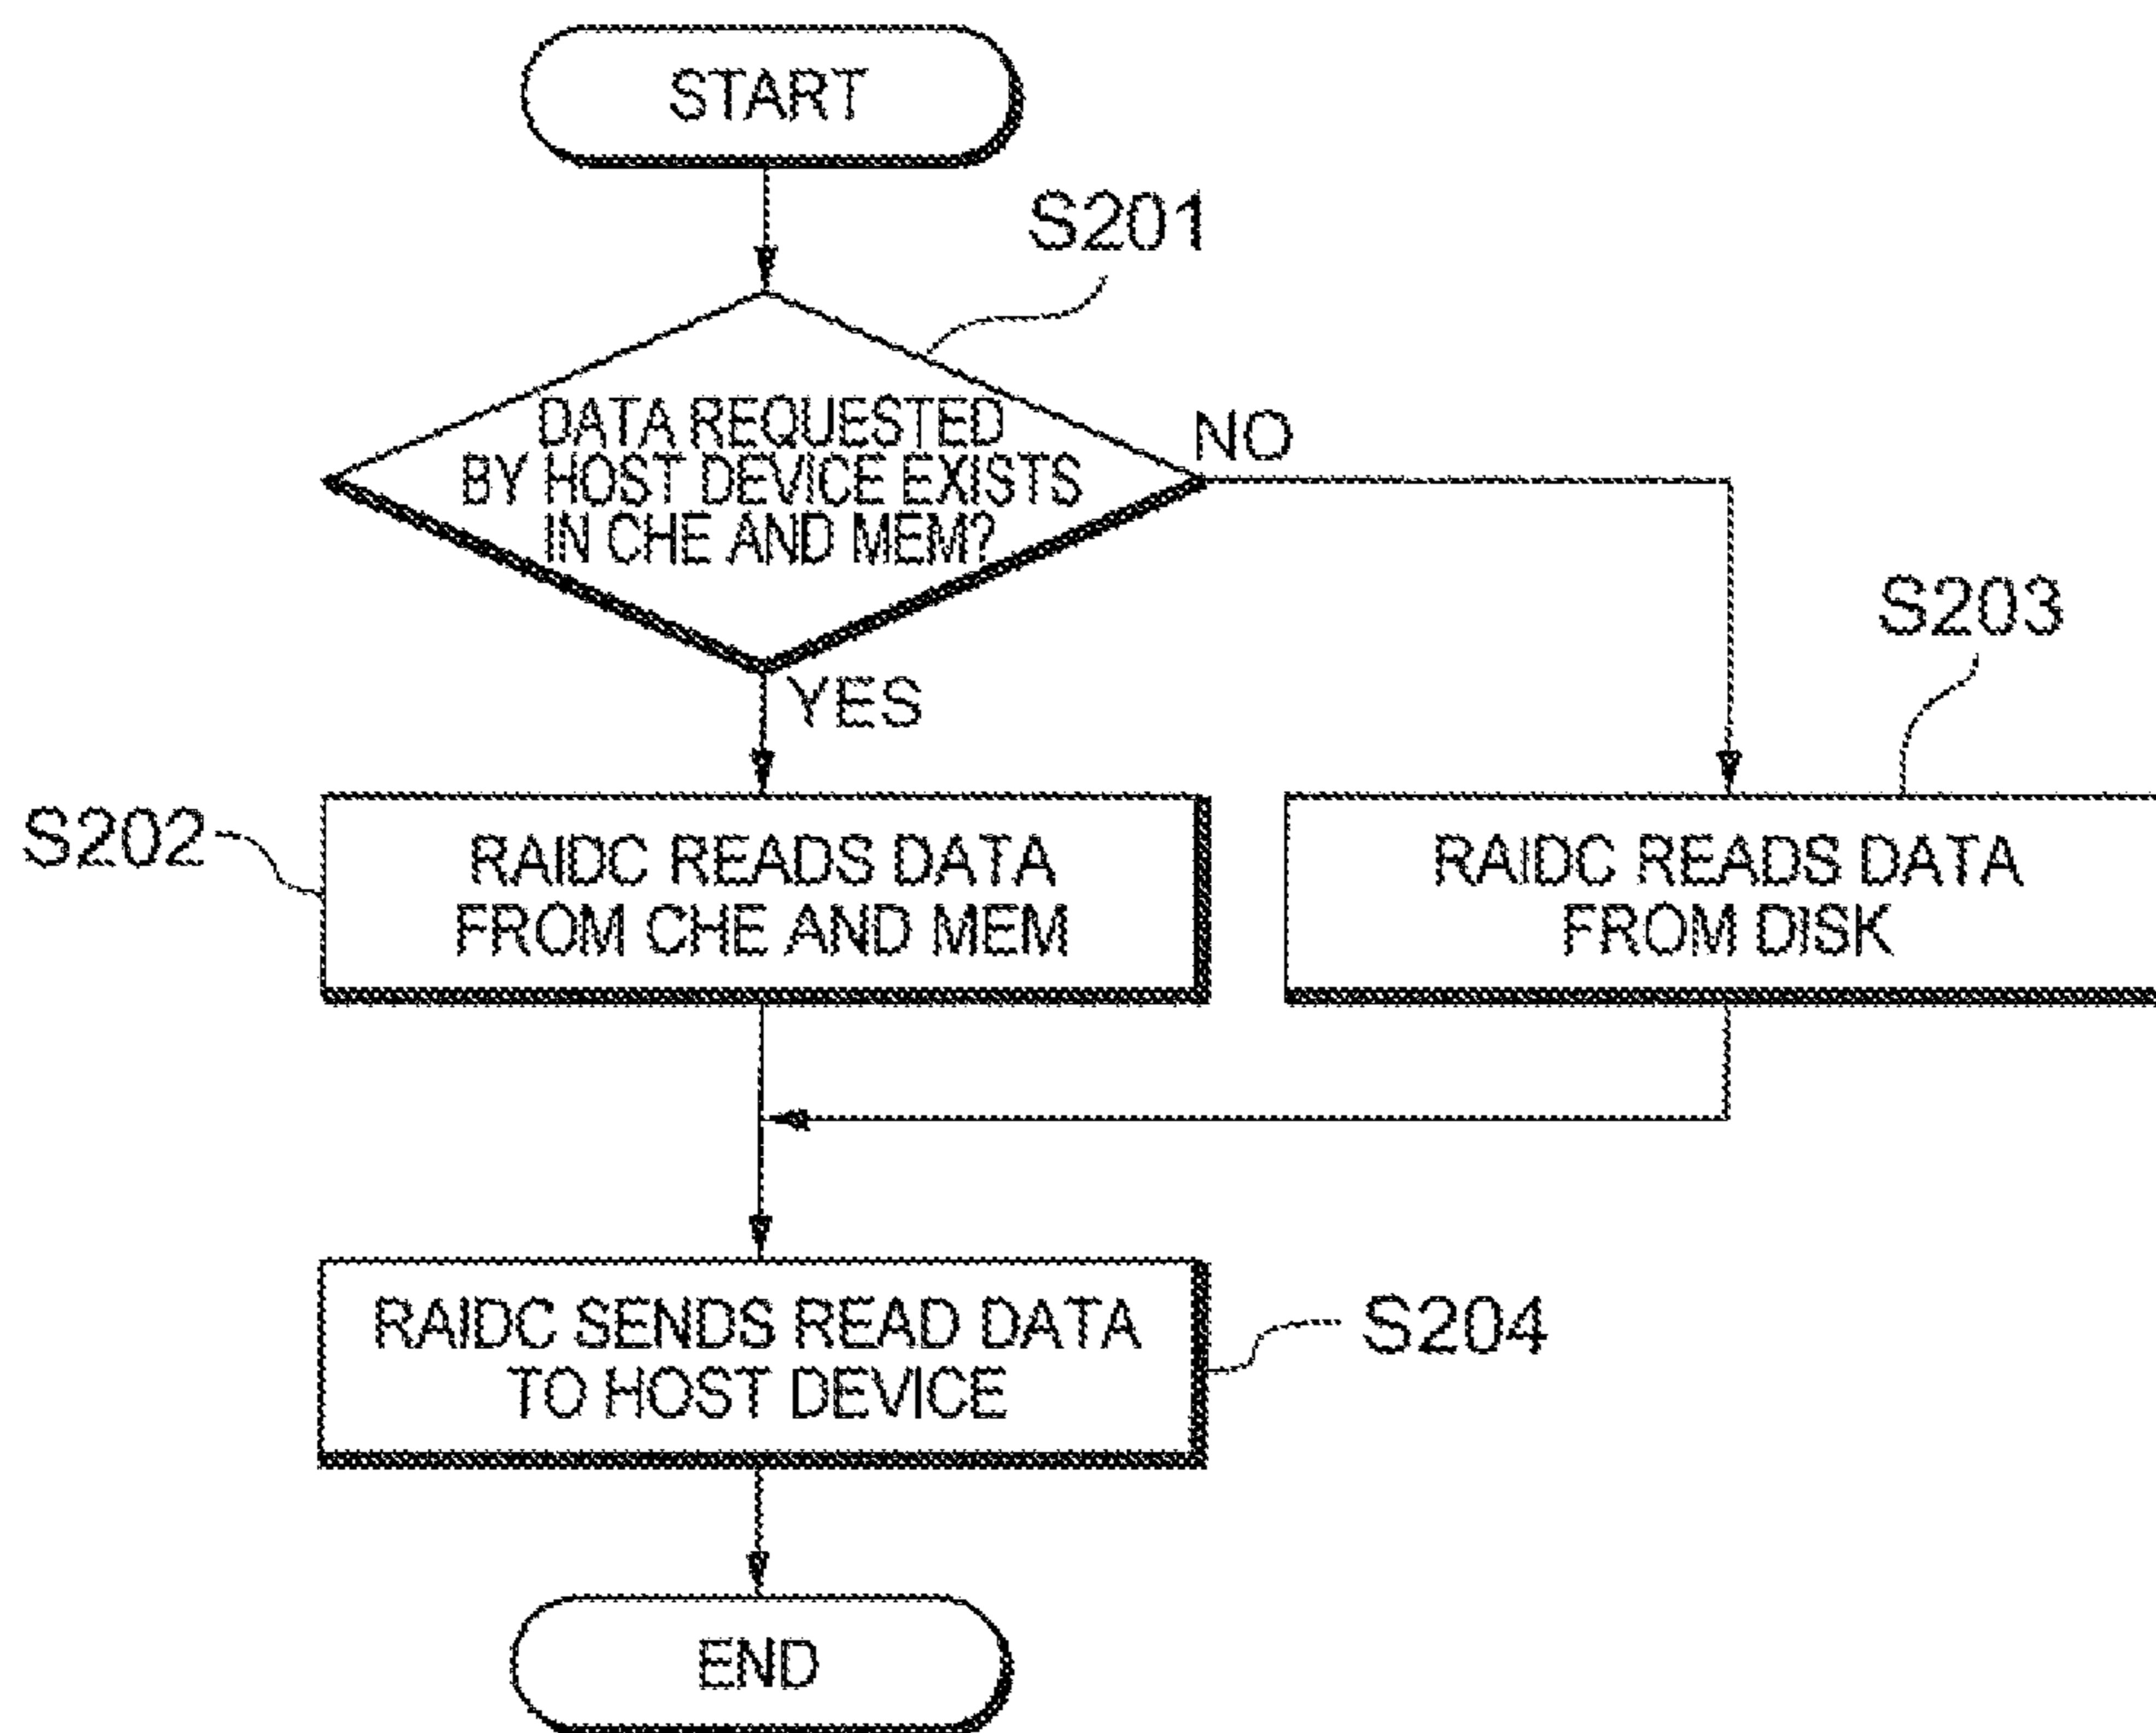 START
S201
DATA REQUESTED
BY HOST DEVICE EXISTS
IN CHE AND MEM?
NO
YES
S203
S202
RAIDC READS DATA
FROM CHE AND MEM
RAIDC READS DATA
FROM DISK
RAIDC SENDS READ DATA
TO HOST DEVICE
S204
END